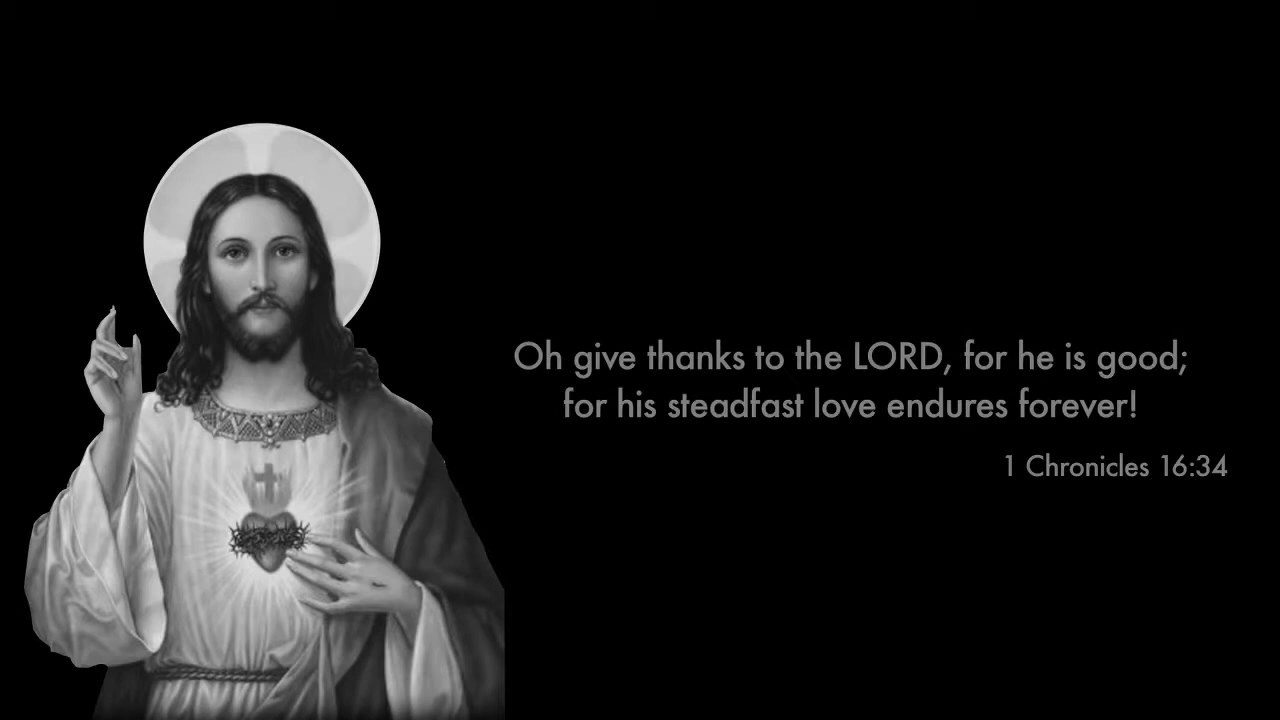 Oh give thanks to the LORD, for he is good;
for his steadfast love endures forever!
1 Chronicles 16:34